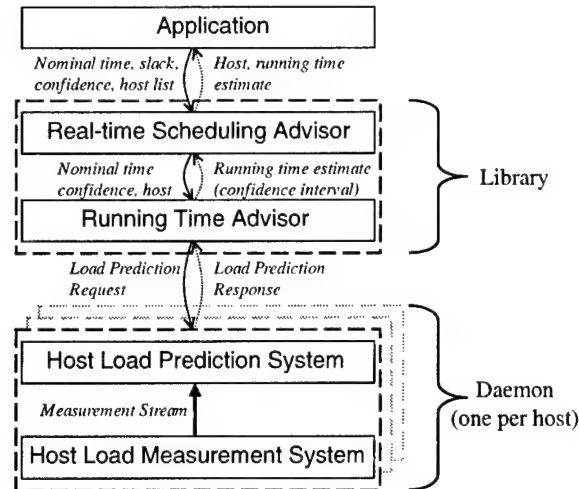 Application
Nominal time, slack,
confidence, host list
Host, running time
estimate
Real-time Scheduling Advisor
Nominal time
confidence, host
Running time estimate
(confidence interval)
Running Time Advisor
Library
Load Prediction
Request
Load Prediction
Response
Host Load Prediction System
Measurement Stream
Host Load Measurement System
Daemon
(one per host)